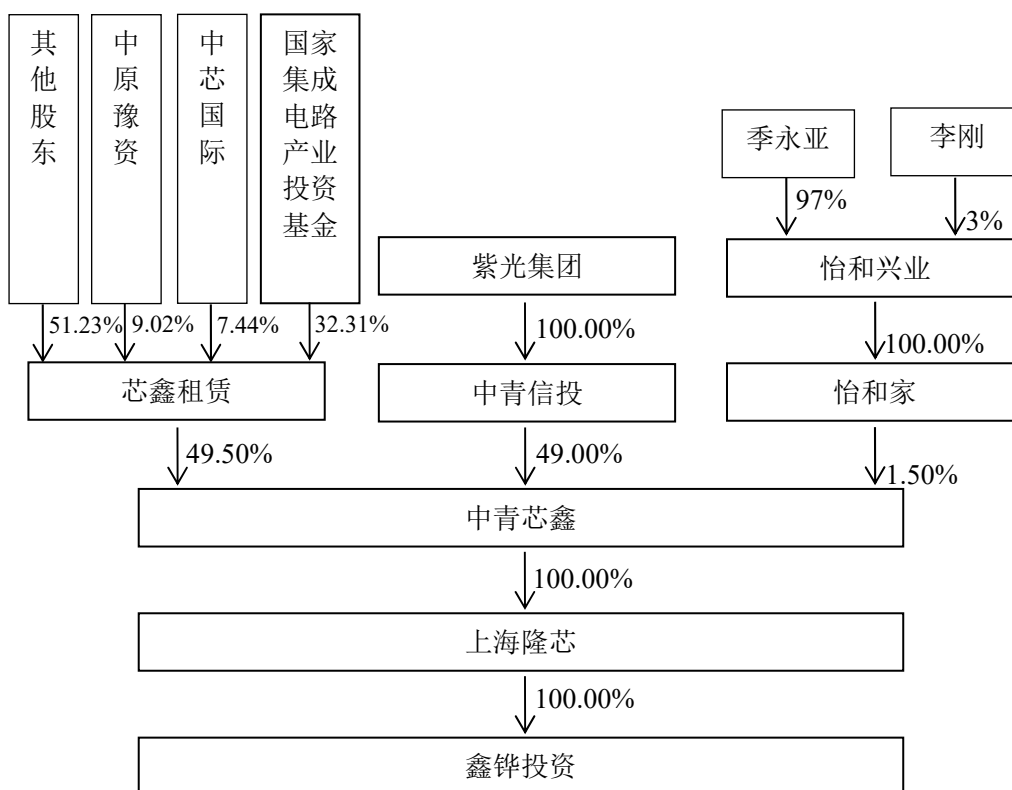 其他股东
中原豫资
中芯国际
国家集成电路产业投资基金
季永亚
李刚
97%
3%
紫光集团
怡和兴业
51.23%
9.02%
7.44%
32.31%
100.00%
100.00%
芯鑫租赁
中青信投
怡和家
49.50%
49.00%
1.50%
中青芯鑫
100.00%
上海隆芯
100.00%
鑫铧投资